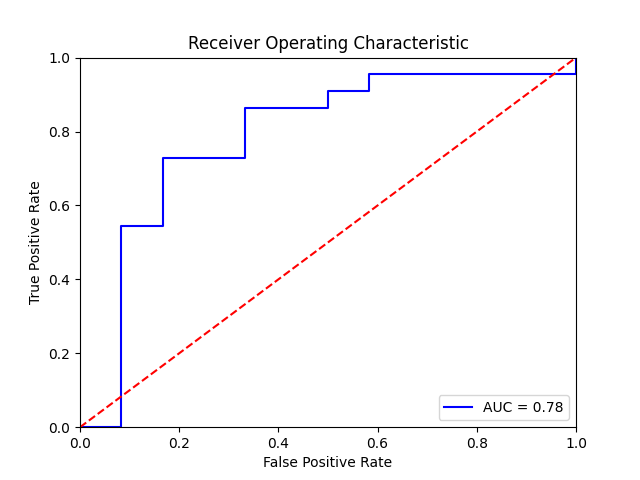 Receiver Operating Characteristic
1.0
0.8
0.6
0.4
0.2
0.0
True Positive Rate
AUC = 0.78
0.0 0.2 0.4 0.6 0.8 1.0
False Positive Rate